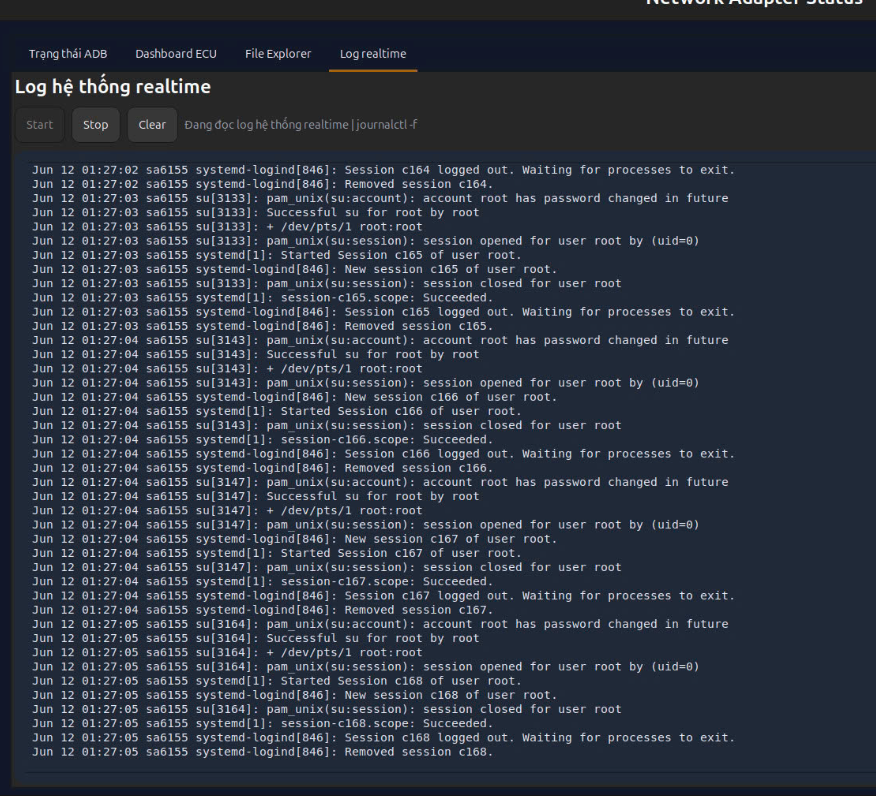 Network Adapter Status
Trạng thái ADB Dashboard ECU File Explorer Log realtime
Log hệ thống realtime
Start Stop Clear Đang đọc log hệ thống realtime | journalctl -f
Jun 12 01:27:02 sa6155 systemd-logind[846]: Session c164 logged out. Waiting for processes to exit.
Jun 12 01:27:02 sa6155 systemd-logind[846]: Removed session c164.
Jun 12 01:27:03 sa6155 su[3133]: pam_unix(su:account): account root has password changed in future
Jun 12 01:27:03 sa6155 su[3133]: Successful su for root by root
Jun 12 01:27:03 sa6155 su[3133]: + /dev/pts/1 root:root
Jun 12 01:27:03 sa6155 su[3133]: pam_unix(su:session): session opened for user root by (uid=0)
Jun 12 01:27:03 sa6155 systemd[1]: Started Session c165 of user root.
Jun 12 01:27:03 sa6155 systemd-logind[846]: New session c165 of user root.
Jun 12 01:27:03 sa6155 su[3133]: pam_unix(su:session): session closed for user root
Jun 12 01:27:03 sa6155 systemd[1]: session-c165.scope: Succeeded.
Jun 12 01:27:03 sa6155 systemd-logind[846]: Session c165 logged out. Waiting for processes to exit.
Jun 12 01:27:03 sa6155 systemd-logind[846]: Removed session c165.
Jun 12 01:27:04 sa6155 su[3143]: pam_unix(su:account): account root has password changed in future
Jun 12 01:27:04 sa6155 su[3143]: Successful su for root by root
Jun 12 01:27:04 sa6155 su[3143]: + /dev/pts/1 root:root
Jun 12 01:27:04 sa6155 su[3143]: pam_unix(su:session): session opened for user root by (uid=0)
Jun 12 01:27:04 sa6155 systemd-logind[846]: New session c166 of user root.
Jun 12 01:27:04 sa6155 systemd[1]: Started Session c166 of user root.
Jun 12 01:27:04 sa6155 su[3143]: pam_unix(su:session): session closed for user root
Jun 12 01:27:04 sa6155 systemd[1]: session-c166.scope: Succeeded.
Jun 12 01:27:04 sa6155 systemd-logind[846]: Session c166 logged out. Waiting for processes to exit.
Jun 12 01:27:04 sa6155 systemd-logind[846]: Removed session c166.
Jun 12 01:27:04 sa6155 su[3147]: pam_unix(su:account): account root has password changed in future
Jun 12 01:27:04 sa6155 su[3147]: Successful su for root by root
Jun 12 01:27:04 sa6155 su[3147]: + /dev/pts/1 root:root
Jun 12 01:27:04 sa6155 su[3147]: pam_unix(su:session): session opened for user root by (uid=0)
Jun 12 01:27:04 sa6155 systemd-logind[846]: New session c167 of user root.
Jun 12 01:27:04 sa6155 systemd[1]: Started Session c167 of user root.
Jun 12 01:27:04 sa6155 su[3147]: pam_unix(su:session): session closed for user root
Jun 12 01:27:04 sa6155 systemd[1]: session-c167.scope: Succeeded.
Jun 12 01:27:04 sa6155 systemd-logind[846]: Session c167 logged out. Waiting for processes to exit.
Jun 12 01:27:04 sa6155 systemd-logind[846]: Removed session c167.
Jun 12 01:27:05 sa6155 su[3164]: pam_unix(su:account): account root has password changed in future
Jun 12 01:27:05 sa6155 su[3164]: Successful su for root by root
Jun 12 01:27:05 sa6155 su[3164]: + /dev/pts/1 root:root
Jun 12 01:27:05 sa6155 su[3164]: pam_unix(su:session): session opened for user root by (uid=0)
Jun 12 01:27:05 sa6155 systemd[1]: Started Session c168 of user root.
Jun 12 01:27:05 sa6155 systemd-logind[846]: New session c168 of user root.
Jun 12 01:27:05 sa6155 su[3164]: pam_unix(su:session): session closed for user root
Jun 12 01:27:05 sa6155 systemd[1]: session-c168.scope: Succeeded.
Jun 12 01:27:05 sa6155 systemd-logind[846]: Session c168 logged out. Waiting for processes to exit.
Jun 12 01:27:05 sa6155 systemd-logind[846]: Removed session c168.